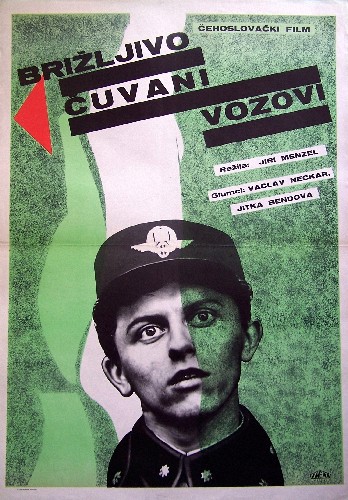 ČEHOSLOVAČKI FILM
BRIŽLJIVO
ČUVANI
VOZOVI
Režija: JIRI MENZEL
Glumci: VACLAV NECKAR,
JITKA BENDOVA